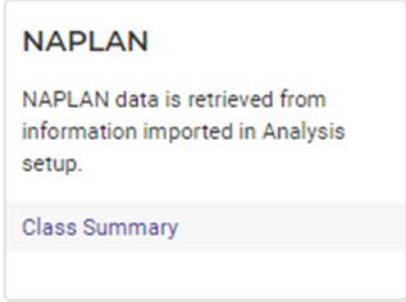 NAPLAN
NAPLAN data is retrieved from
information imported in Analysis
setup.
Class Summary